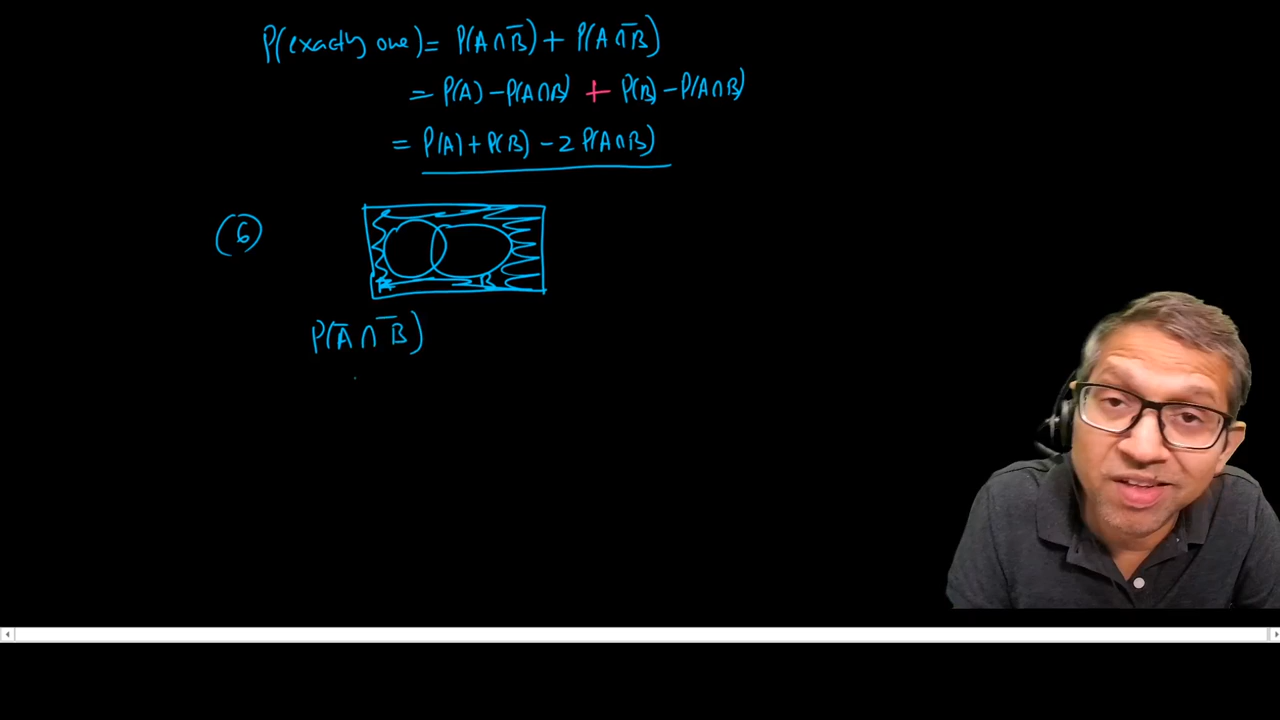 P(exactly one) = P(A∩B̅) + P(A∩̅B̅)
= P(A) - P(A∩B) + P(B) - P(A∩B)
= P(A) + P(B) - 2 P(A∩B)
(6)
A B
P(A̅∩B̅)